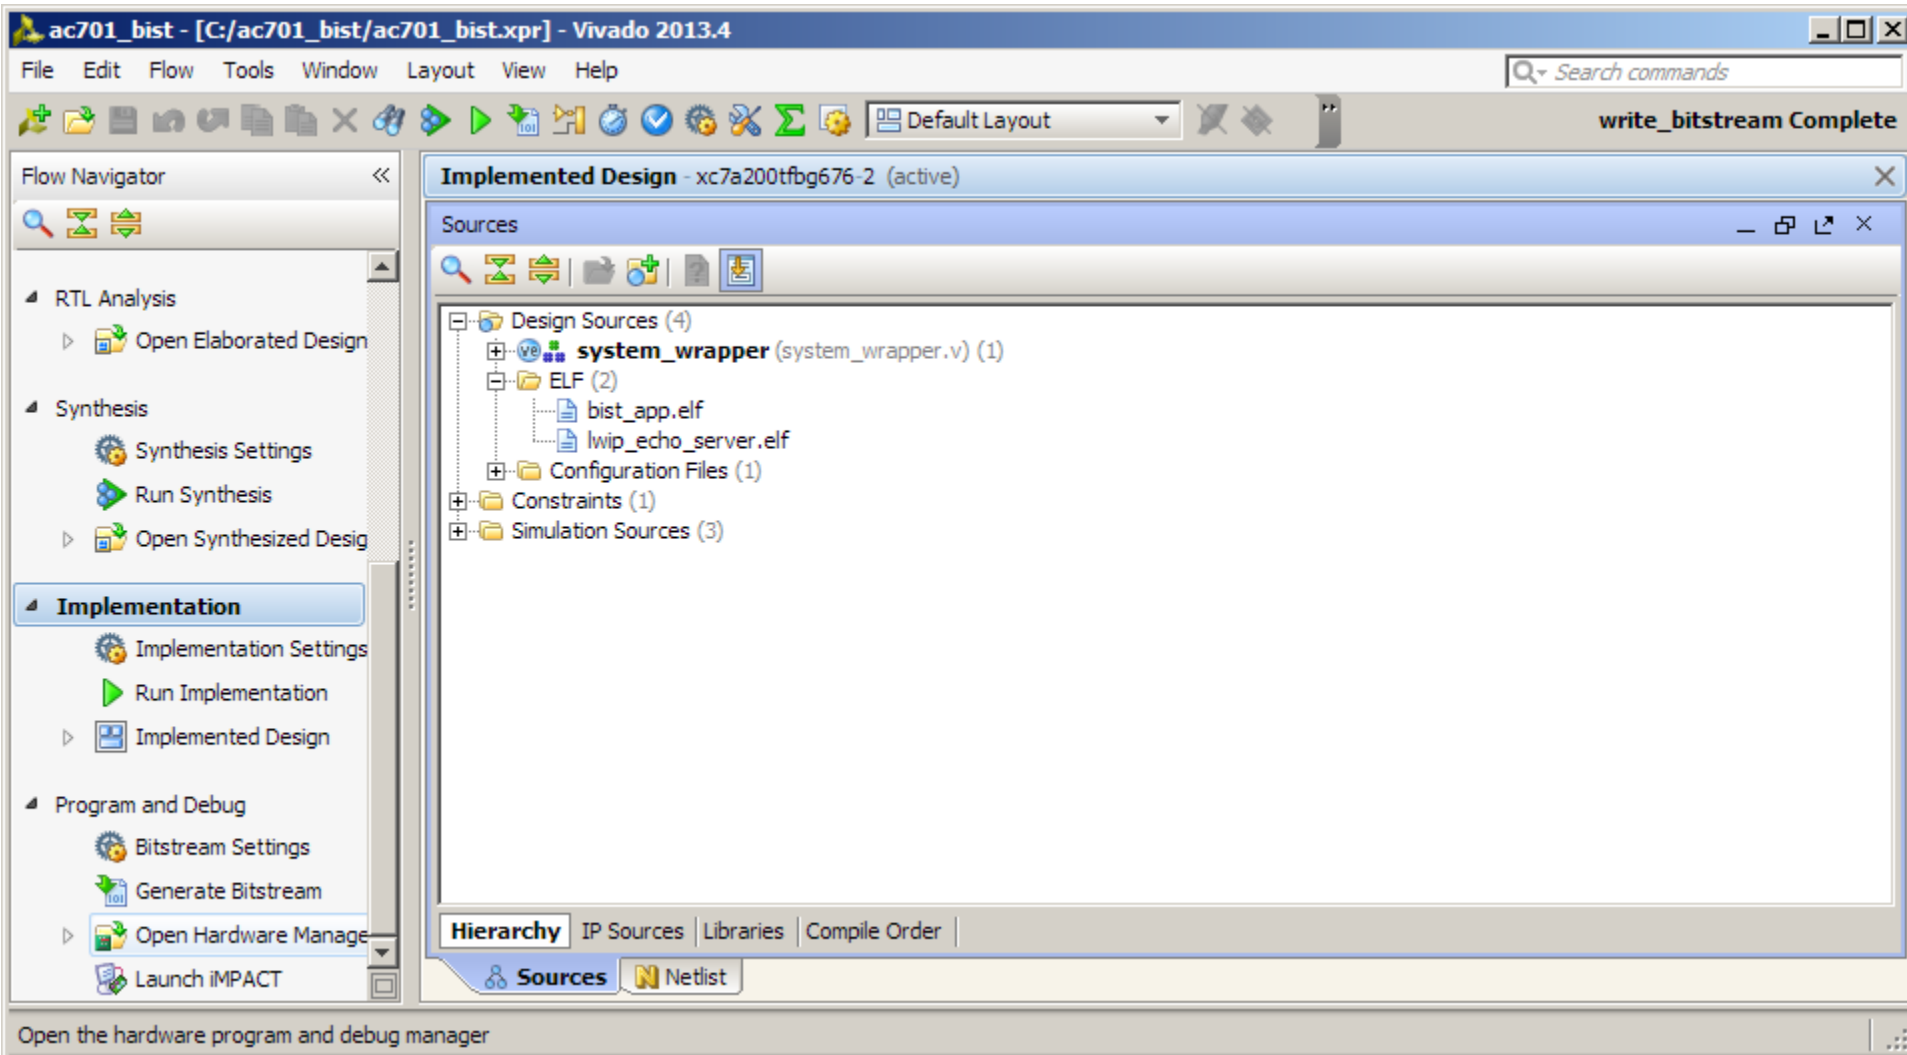 ac701_bist - [C:/ac701_bist/ac701_bist.xpr] - Vivado 2013.4
File Edit Flow Tools Window Layout View Help
Search commands
Default Layout
write_bitstream Complete
Flow Navigator
RTL Analysis
Open Elaborated Design
Synthesis
Synthesis Settings
Run Synthesis
Open Synthesized Desig
Implementation
Implementation Settings
Run Implementation
Implemented Design
Program and Debug
Bitstream Settings
Generate Bitstream
Open Hardware Manage
Launch iMPACT
Implemented Design - xc7a200tfbg676-2 (active)
Sources
Design Sources (4)
system_wrapper (system_wrapper.v) (1)
ELF (2)
bist_app.elf
lwip_echo_server.elf
Configuration Files (1)
Constraints (1)
Simulation Sources (3)
Hierarchy IP Sources Libraries Compile Order
Sources Netlist
Open the hardware program and debug manager